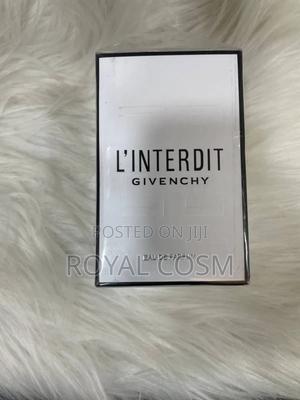 L'INTERDIT
GIVENCHY
POSTED ON JIJI
ROYAL COSM
EAU DE PARFUM